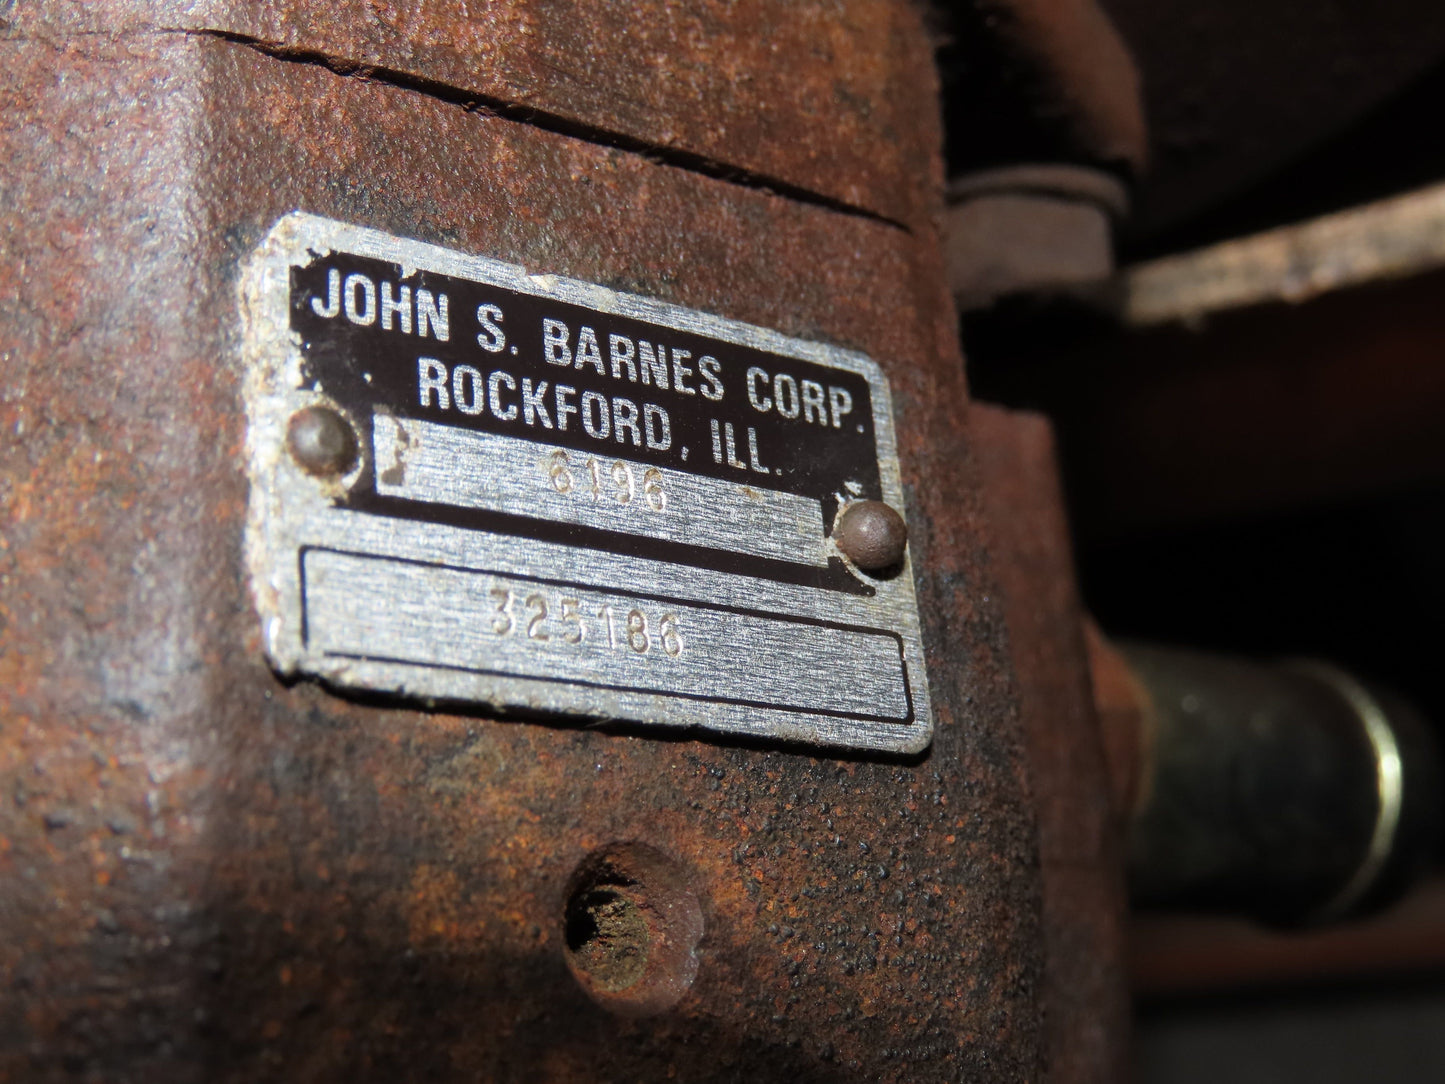 JOHN S. BARNES CORP.
ROCKFORD, ILL.
6196
325186